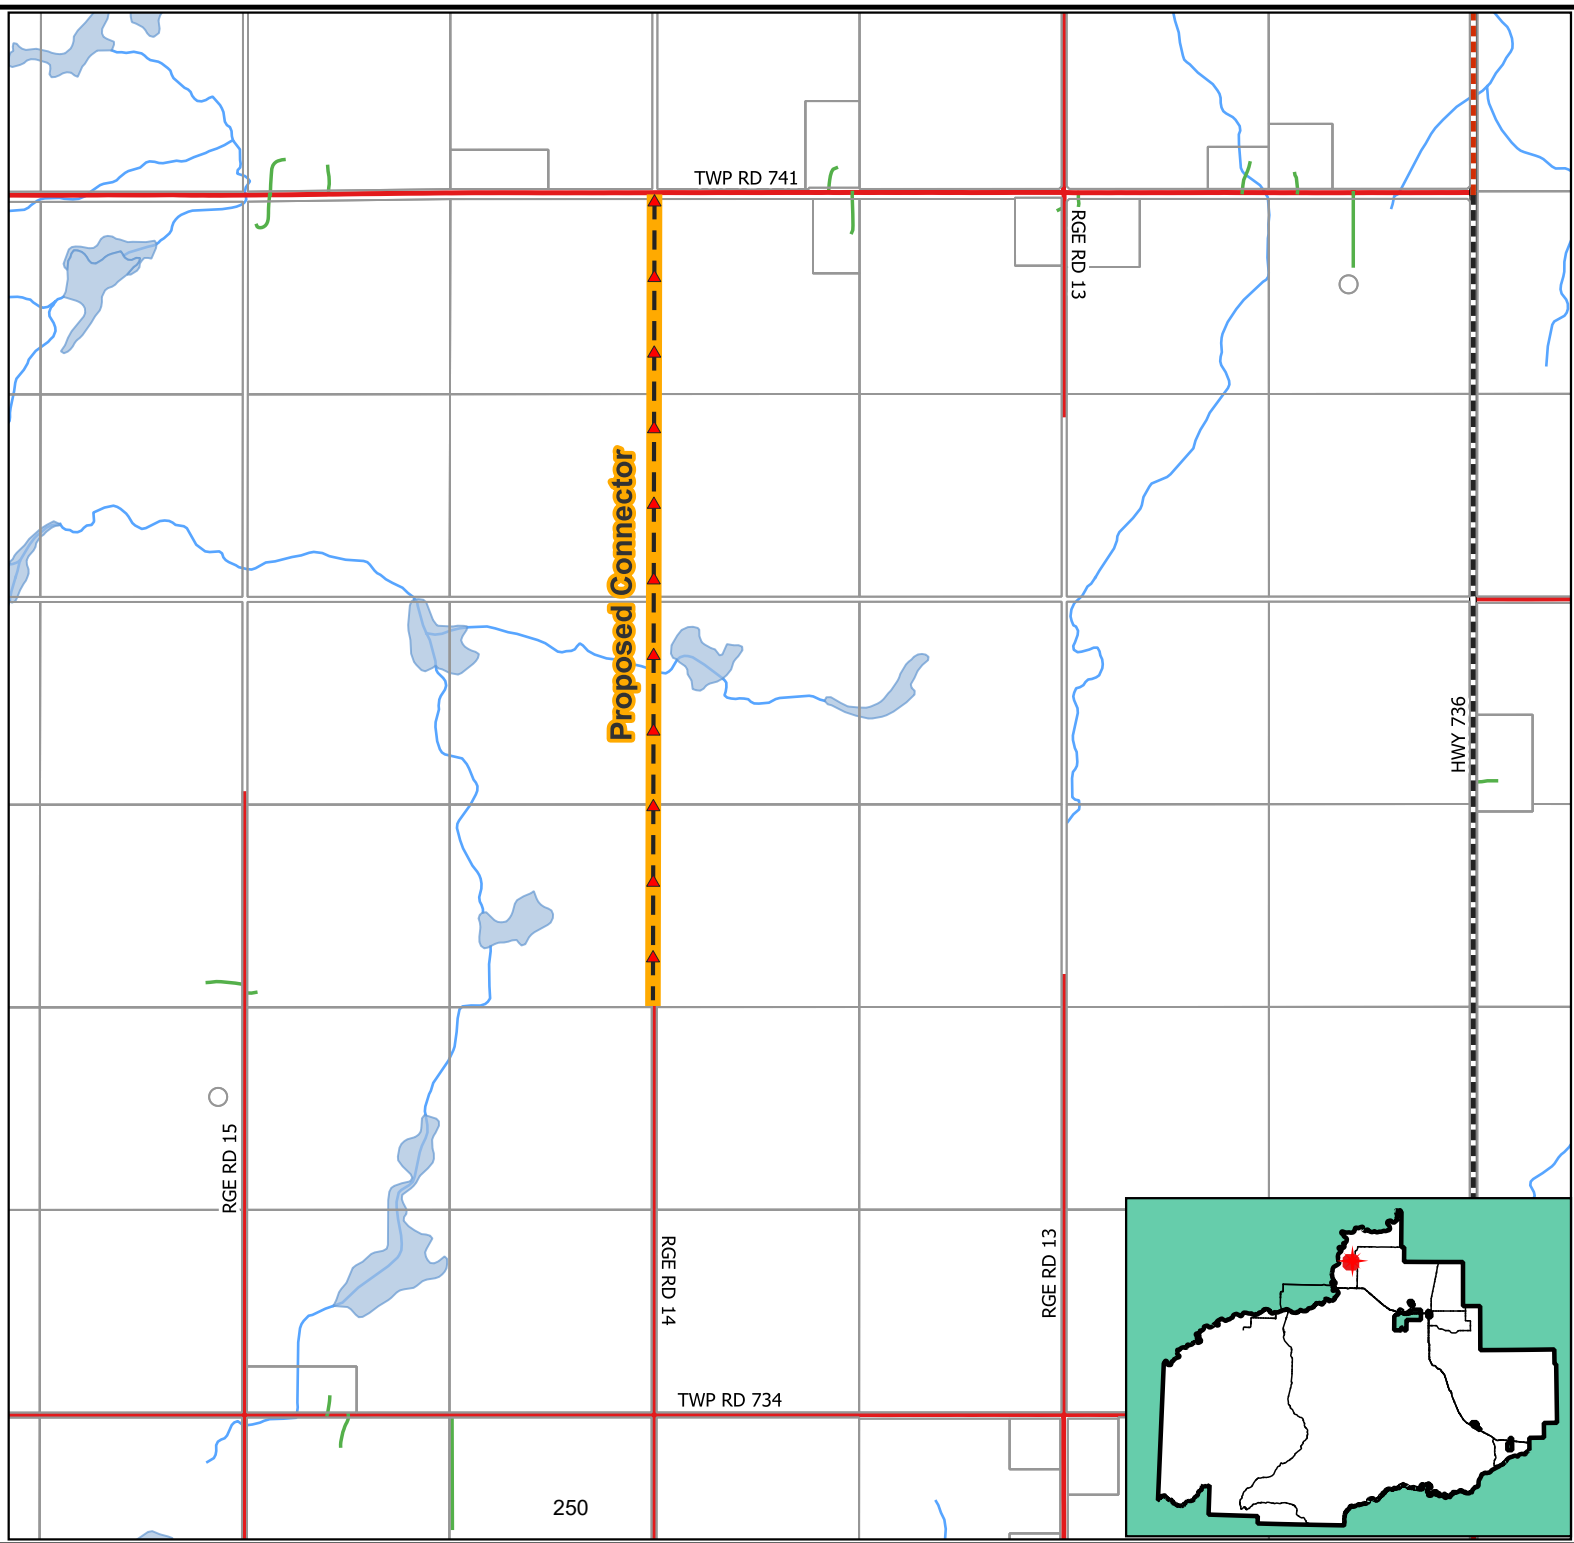 TWP RD 741
RGE RD 13
Proposed Connector
HWY 736
RGE RD 15
RGE RD 14
RGE RD 13
TWP RD 734
250